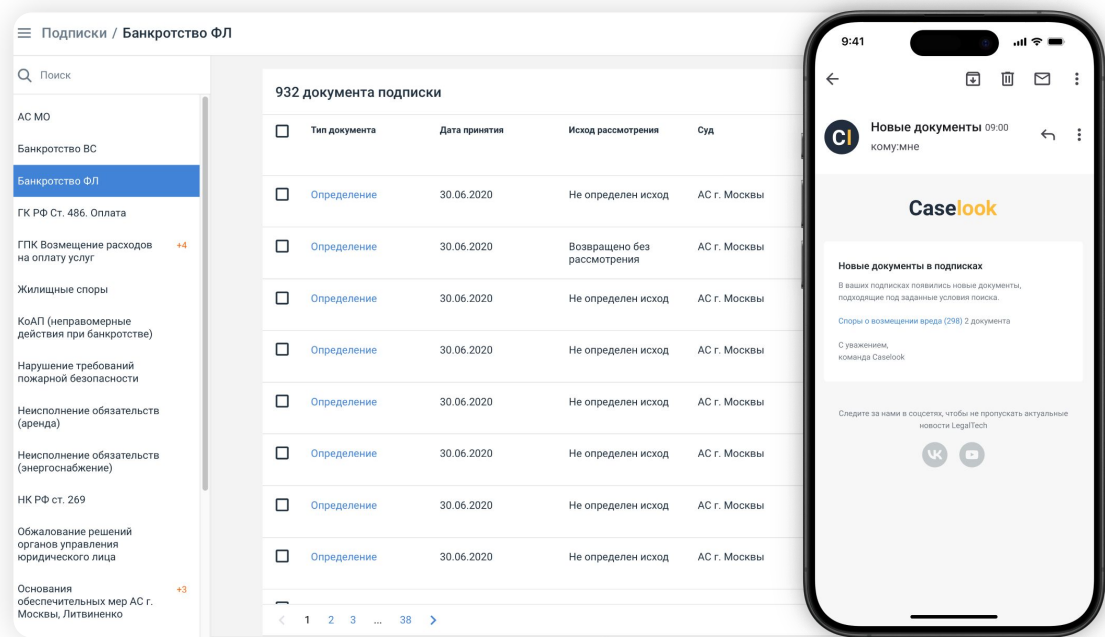 Подписки / Банкротство ФЛ
Поиск
АС МО
Банкротство ВС
Банкротство ФЛ
ГК РФ Ст. 486. Оплата
ГПК Возмещение расходов +4
на оплату услуг
Жилищные споры
КоАП (неправомерные
действия при банкротстве)
Нарушение требований
пожарной безопасности
Неисполнение обязательств
(аренда)
Неисполнение обязательств
(энергоснабжение)
НК РФ ст. 269
Обжалование решений
органов управления
юридического лица
Основания +3
обеспечительных мер АС г.
Москвы, Литвиненко
932 документа подписки
Тип документа Дата принятия Исход рассмотрения Суд
Определение 30.06.2020 Не определен исход АС г. Москвы
Определение 30.06.2020 Возвращено без АС г. Москвы
рассмотрения
Определение 30.06.2020 Не определен исход АС г. Москвы
Определение 30.06.2020 Не определен исход АС г. Москвы
Определение 30.06.2020 Не определен исход АС г. Москвы
Определение 30.06.2020 Не определен исход АС г. Москвы
Определение 30.06.2020 Не определен исход АС г. Москвы
Определение 30.06.2020 Не определен исход АС г. Москвы
1 2 3 ... 38
9:41
CI
Новые документы 09:00
кому:мне
Caselook
Новые документы в подписках
В ваших подписках появились новые документы,
подходящие под заданные условия поиска.
Споры о возмещении вреда (298) 2 документа
С уважением,
команда Caselook
Следите за нами в соцсетях, чтобы не пропускать актуальные
новости LegalTech